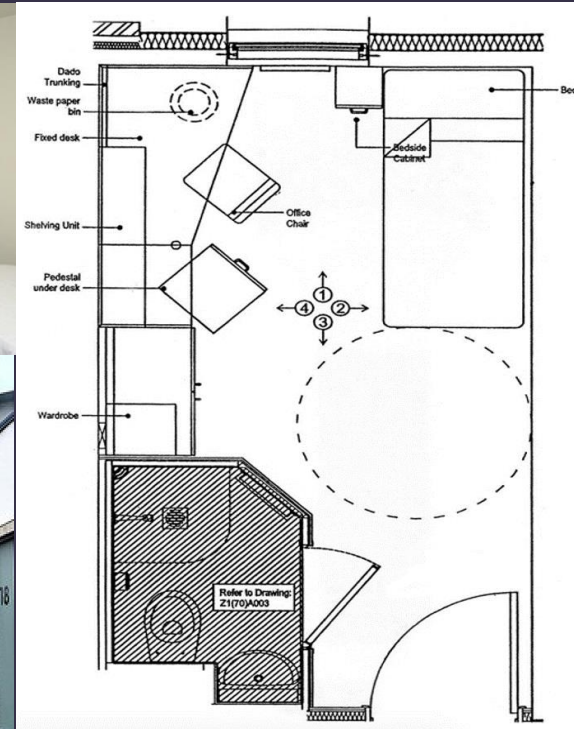 Dado
Trunking
Waste paper
bin
Fixed desk
Bedside
Cabinet
Shelving Unit
Office
Chair
Pedestal
under desk
1
4
2
3
Wardrobe
Refer to Drawing:
Z1(70)A003
18